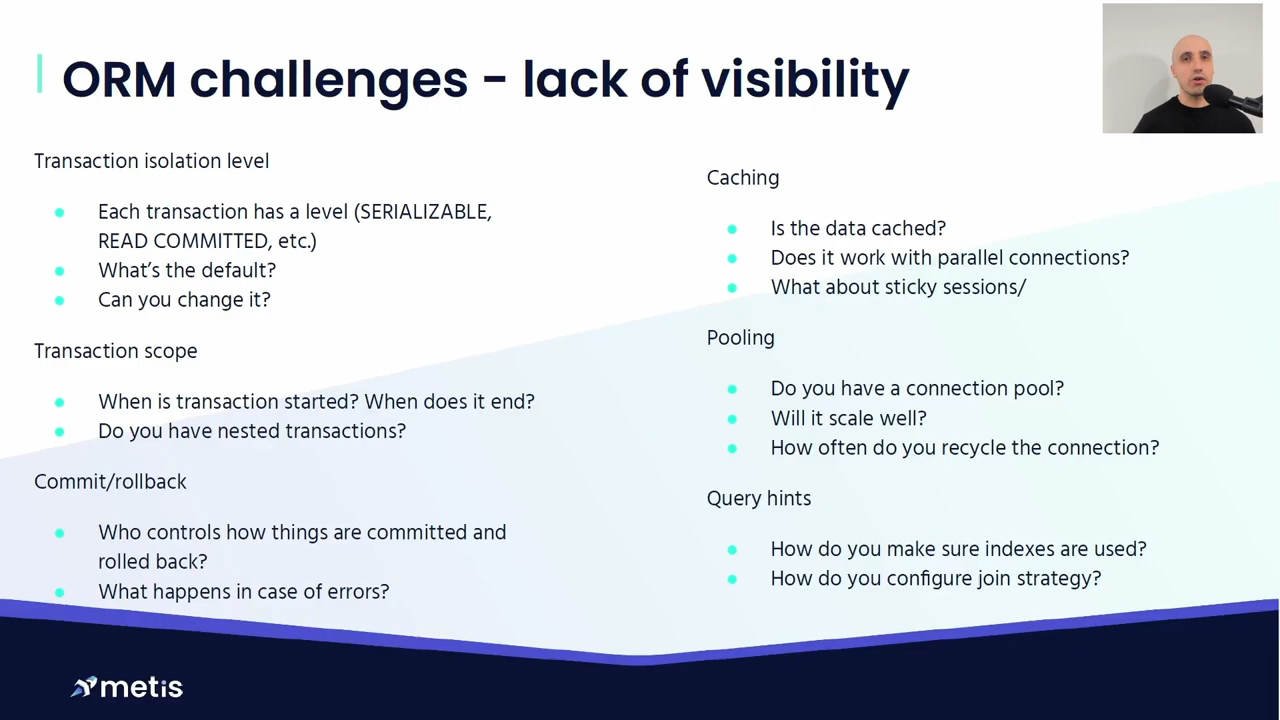 ORM challenges - lack of visibility
Transaction isolation level
Each transaction has a level (SERIALIZABLE,
READ COMMITTED, etc.)
What's the default?
Can you change it?
Transaction scope
When is transaction started? When does it end?
Do you have nested transactions?
Commit/rollback
Who controls how things are committed and
rolled back?
What happens in case of errors?
Caching
Is the data cached?
Does it work with parallel connections?
What about sticky sessions/
Pooling
Do you have a connection pool?
Will it scale well?
How often do you recycle the connection?
Query hints
How do you make sure indexes are used?
How do you configure join strategy?
metis